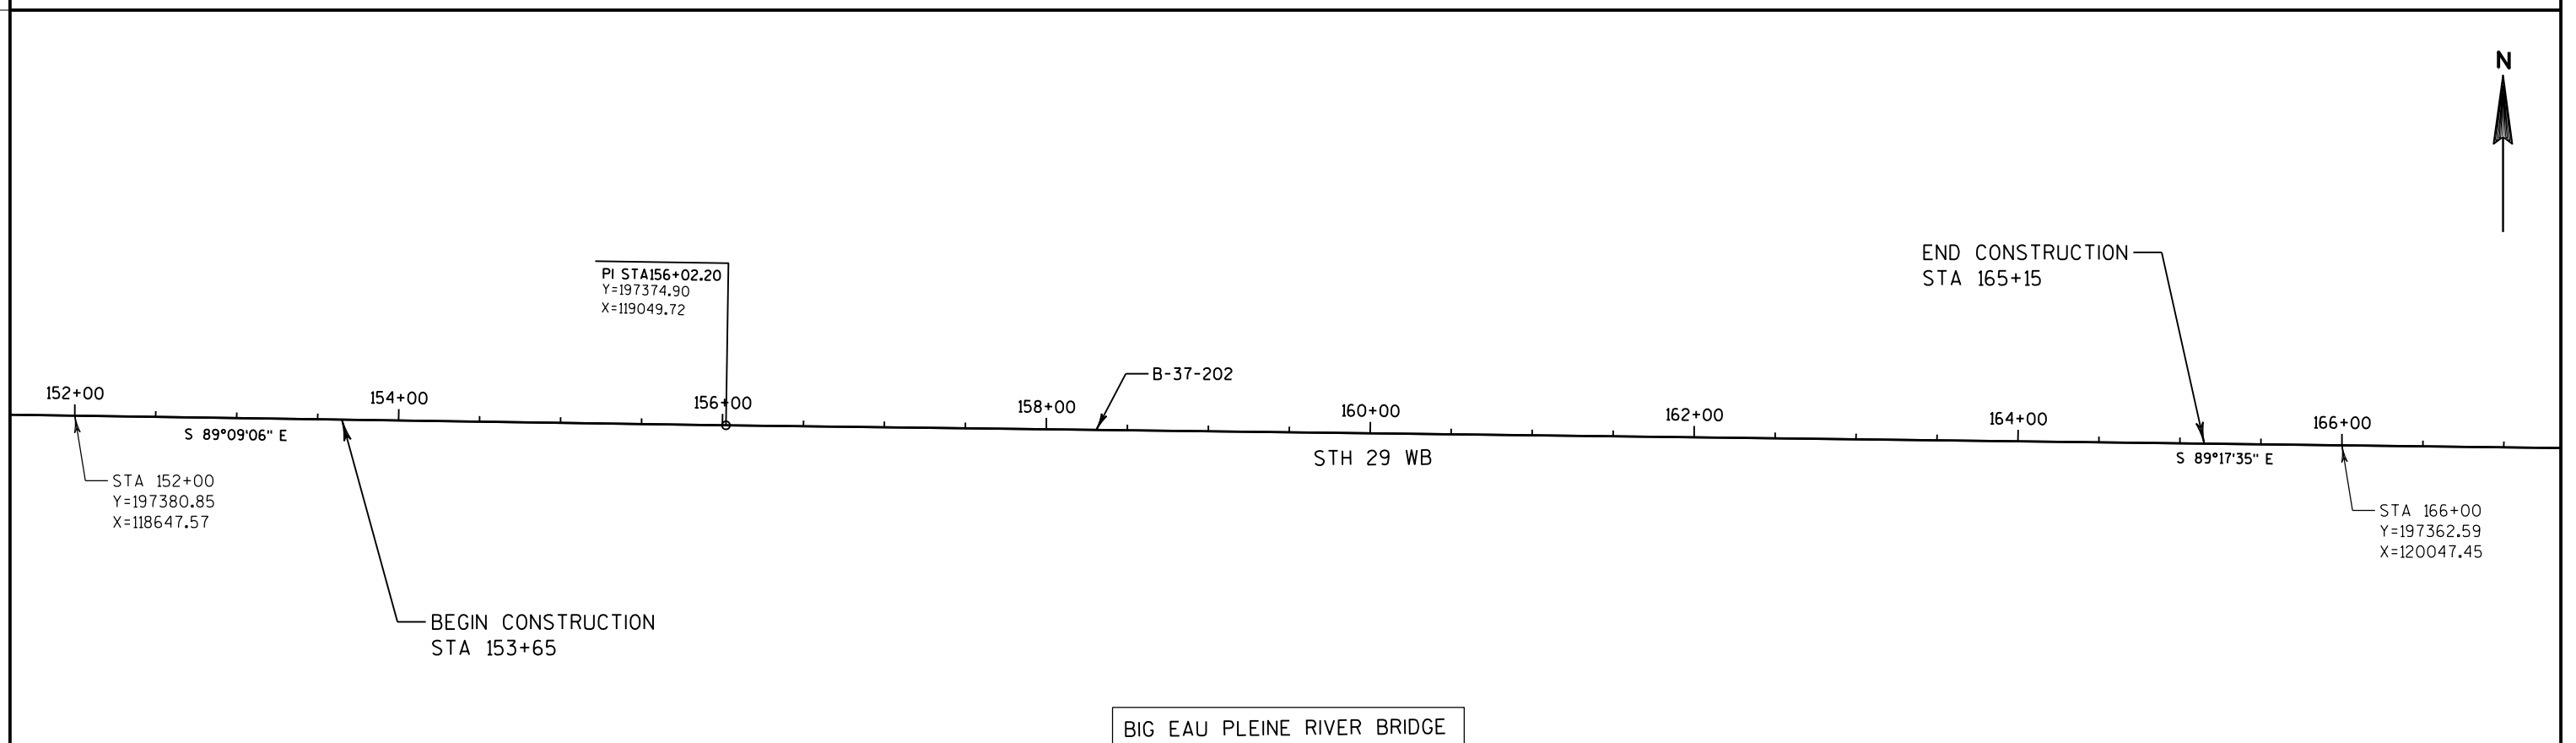 N
END CONSTRUCTION
STA 165+15
PI STA156+02.20
Y=197374.90
X=119049.72
B-37-202
152+00
154+00
156+00
158+00
160+00
162+00
164+00
166+00
S 89°09'06" E
STH 29 WB
S 89°17'35" E
STA 152+00
Y=197380.85
X=118647.57
STA 166+00
Y=197362.59
X=120047.45
BEGIN CONSTRUCTION
STA 153+65
BIG EAU PLEINE RIVER BRIDGE